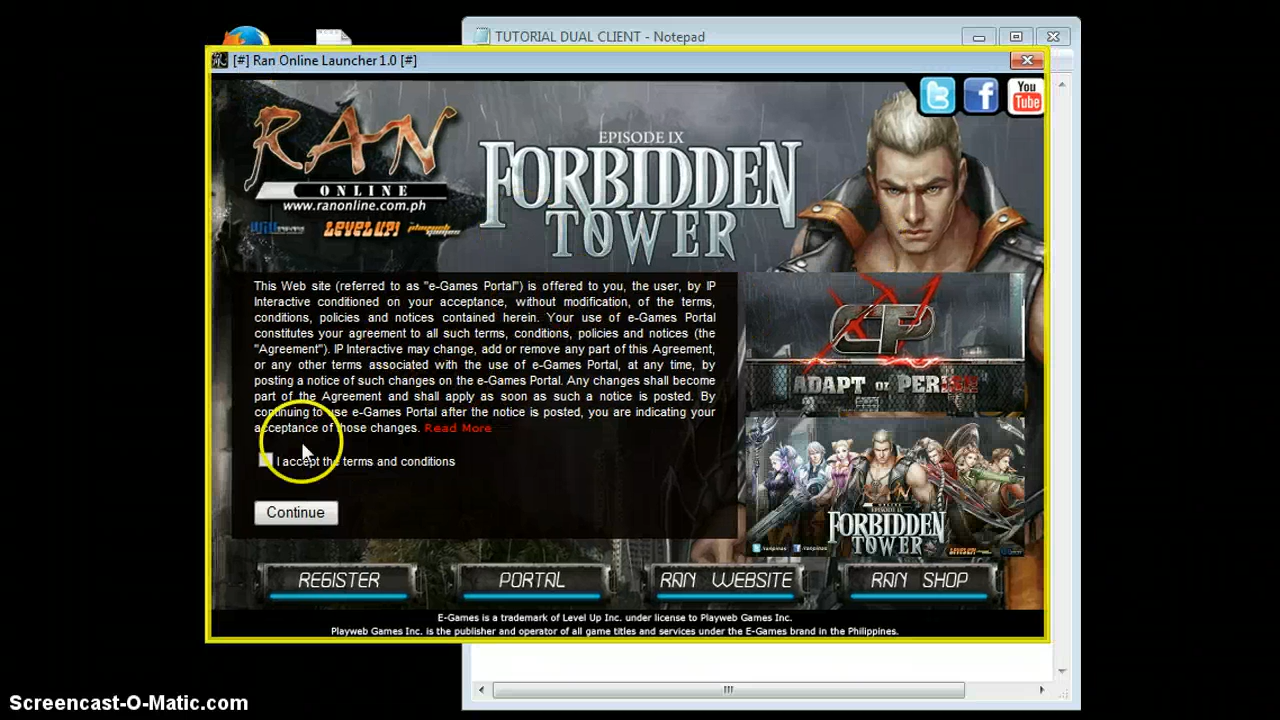 TUTORIAL DUAL CLIENT - Notepad
[#] Ran Online Launcher 1.0 [#]
You
Tube
RAN
ONLINE
www.ranonline.com.ph
LEVEL UP!
playweb
games
EPISODE IX
FORBIDDEN
TOWER
This Web site (referred to as "e-Games Portal") is offered to you, the user, by IP
Interactive conditioned on your acceptance, without modification, of the terms,
conditions, policies and notices contained herein. Your use of e-Games Portal
constitutes your agreement to all such terms, conditions, policies and notices (the
"Agreement"). IP Interactive may change, add or remove any part of this Agreement,
or any other terms associated with the use of e-Games Portal, at any time, by
posting a notice of such changes on the e-Games Portal. Any changes shall become
part of the Agreement and shall apply as soon as such a notice is posted. By
continuing to use e-Games Portal after the notice is posted, you are indicating your
acceptance of those changes. Read More
I accept the terms and conditions
Continue
CP
ADAPT or PERISH
RAN
EPISODE IX
FORBIDDEN
TOWER
/ranpinas /ranpinas
REGISTER
PORTAL
RAN WEBSITE
RAN SHOP
E-Games is a trademark of Level Up Inc. under license to Playweb Games Inc.
Playweb Games Inc. is the publisher and operator of all game titles and services under the E-Games brand in the Philippines.
Screencast-O-Matic.com